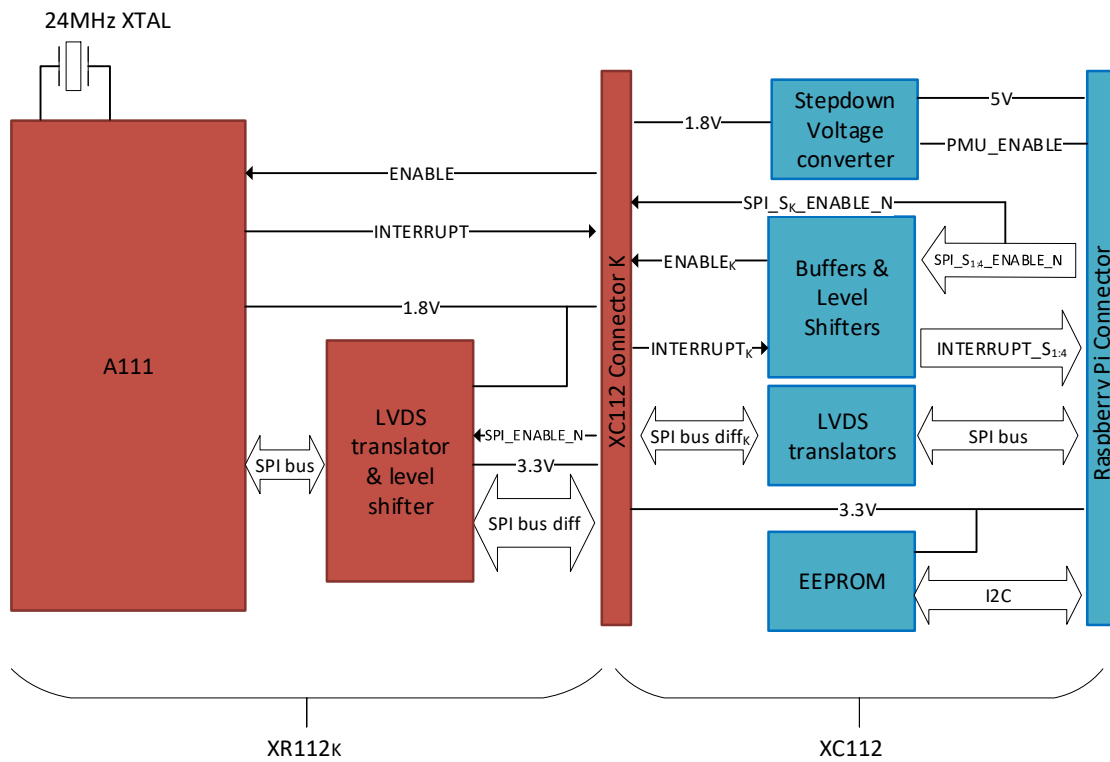 24MHz XTAL
A111
ENABLE
INTERRUPT
1.8V
LVDS
translator
& level
shifter
SPI bus
SPI_ENABLE_N
3.3V
SPI bus diff
XC112 Connector K
1.8V
Stepdown
Voltage
converter
5V
PMU_ENABLE
SPI_SK_ENABLE_N
ENABLEK
INTERRUPTK
Buffers &
Level
Shifters
SPI_S1:4_ENABLE_N
INTERRUPT_S1:4
SPI bus diffK
LVDS
translators
SPI bus
3.3V
EEPROM
I2C
Raspberry Pi Connector
XR112K
XC112